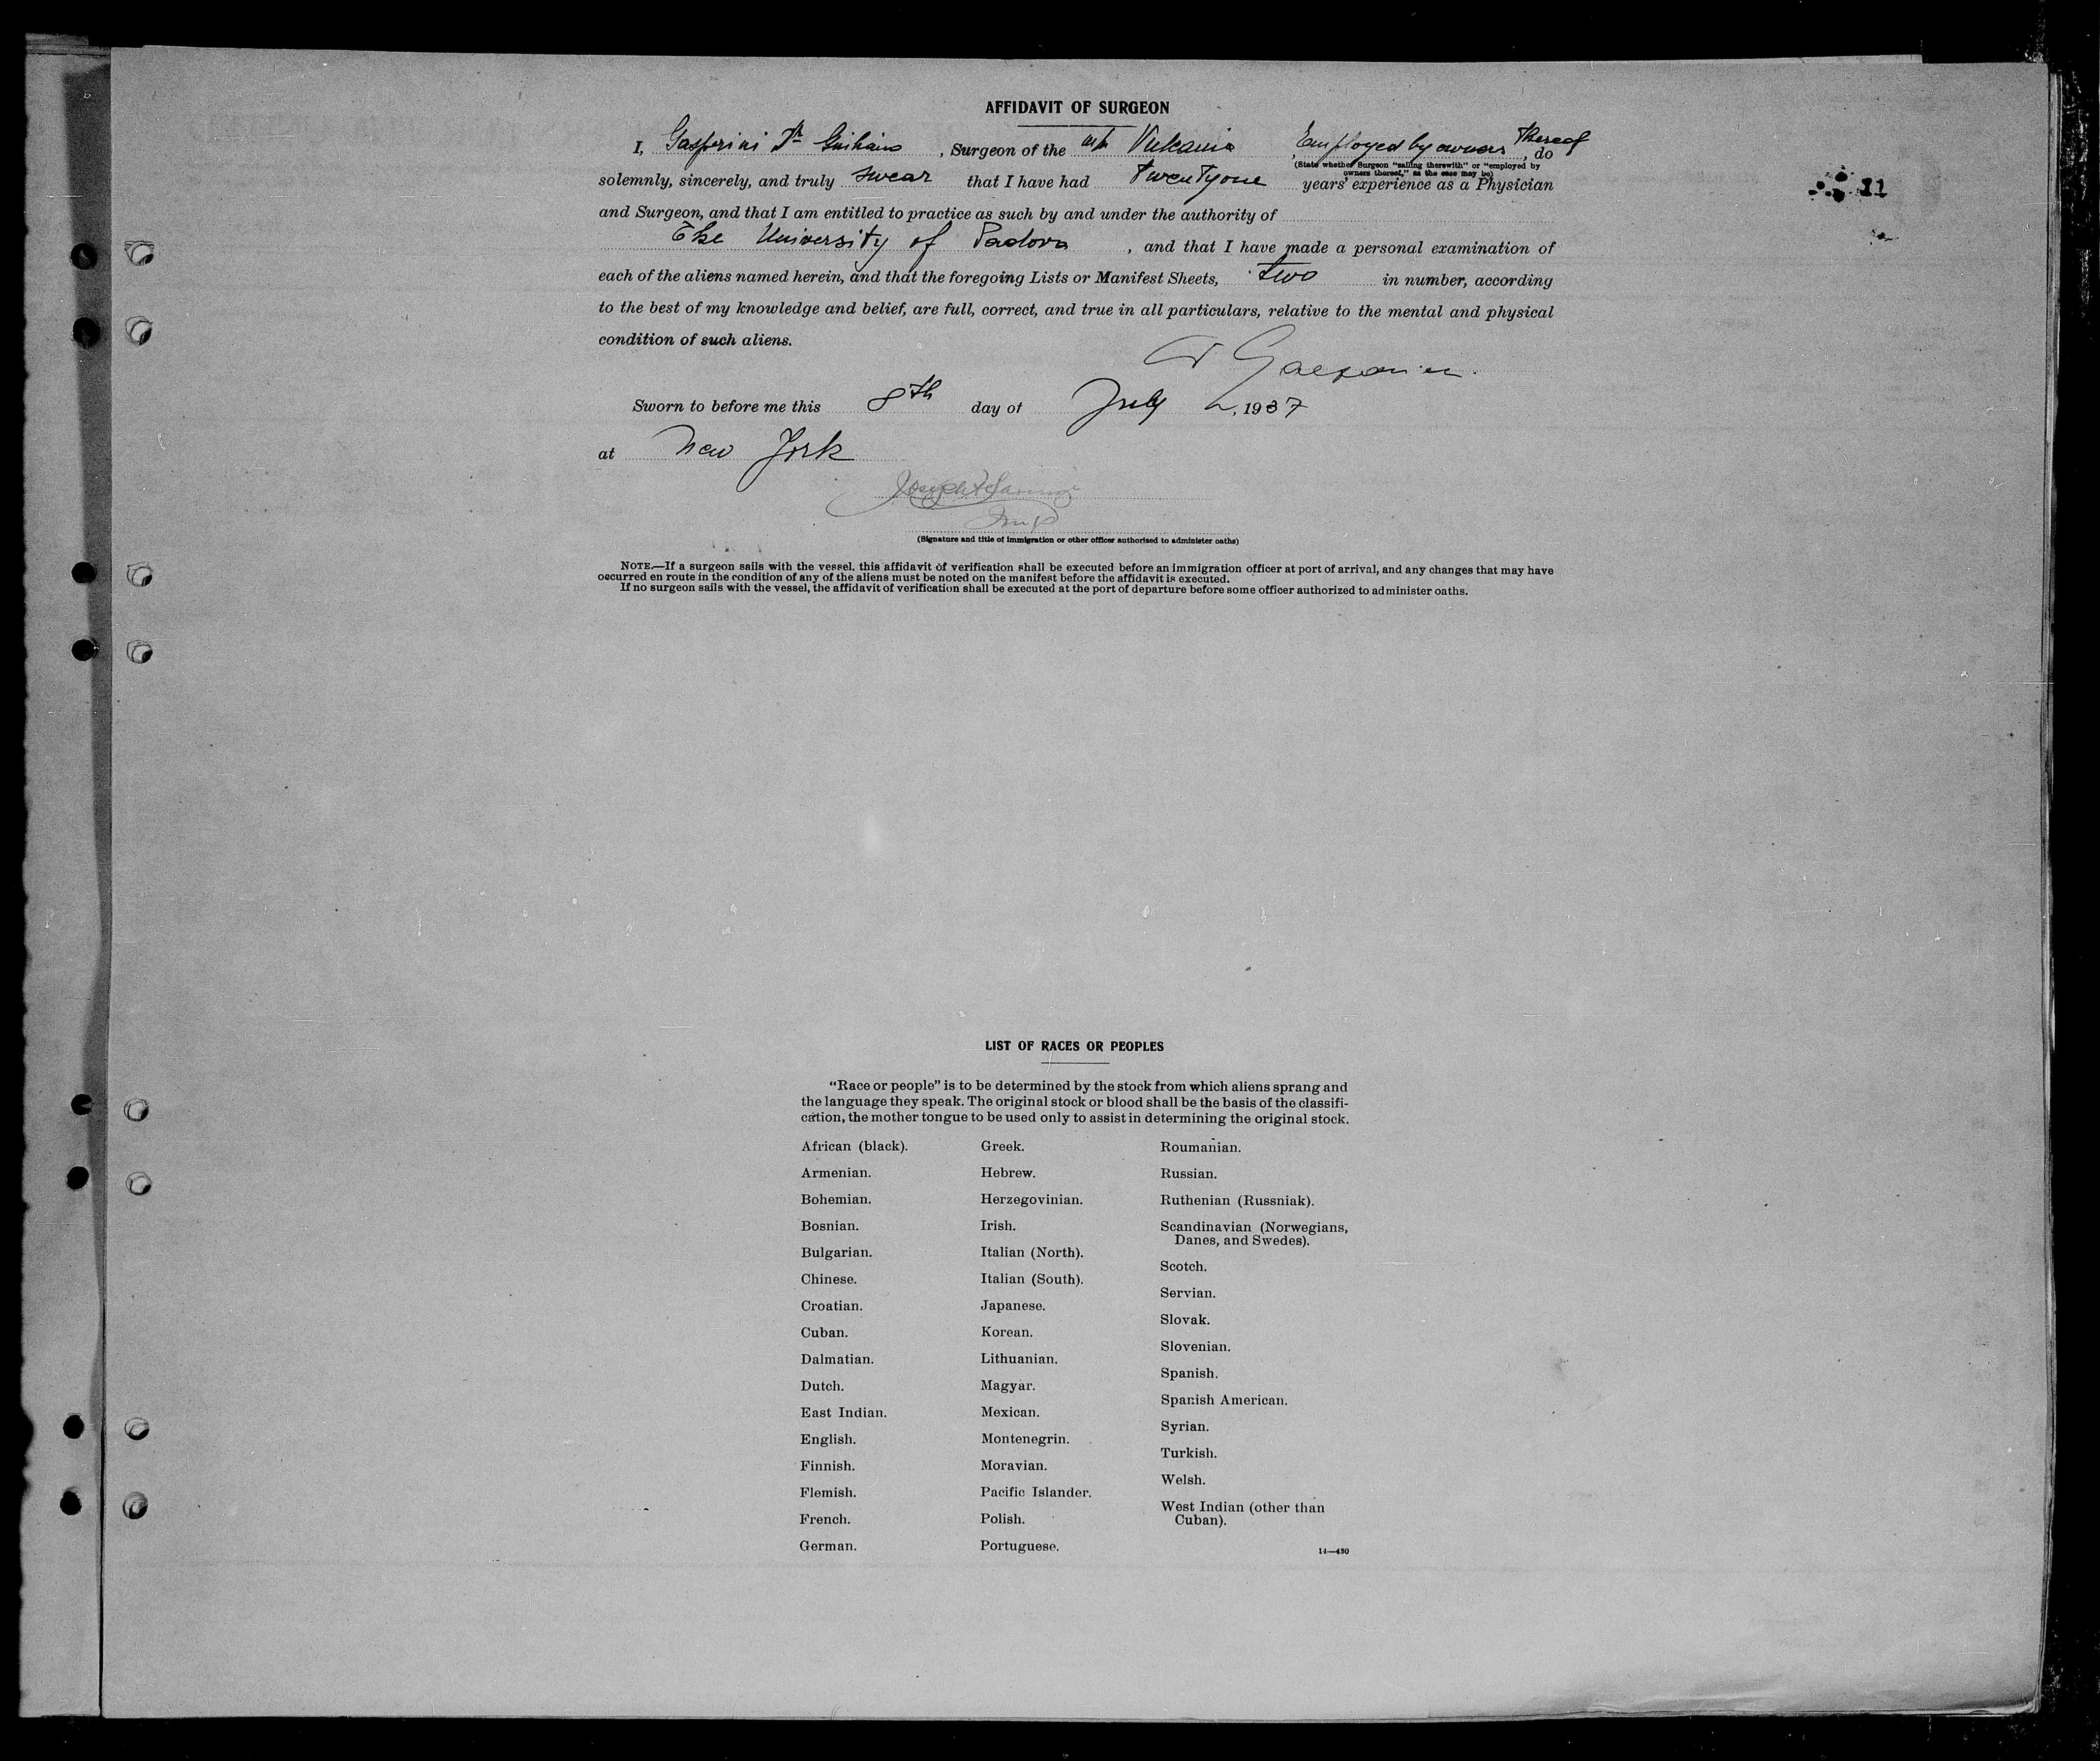 AFFIDAVIT OF SURGEON
11
I, Gasperini Dr Giuliano, Surgeon of the m/n Vulcania, Employed by owners thereof, do
(State whether Surgeon "sailing therewith" or "employed by
owners thereof," as the case may be)
solemnly, sincerely, and truly swear that I have had twentyone years' experience as a Physician
and Surgeon, and that I am entitled to practice as such by and under the authority of
The University of Padova, and that I have made a personal examination of
each of the aliens named herein, and that the foregoing Lists or Manifest Sheets, two in number, according
to the best of my knowledge and belief, are full, correct, and true in all particulars, relative to the mental and physical
condition of such aliens.
Sworn to before me this 8th day of July, 1937
at New York
(Signature and title of immigration or other officer authorized to administer oaths)
NOTE.—If a surgeon sails with the vessel, this affidavit of verification shall be executed before an immigration officer at port of arrival, and any changes that may have
occurred en route in the condition of any of the aliens must be noted on the manifest before the affidavit is executed.
If no surgeon sails with the vessel, the affidavit of verification shall be executed at the port of departure before some officer authorized to administer oaths.
LIST OF RACES OR PEOPLES
"Race or people" is to be determined by the stock from which aliens sprang and
the language they speak. The original stock or blood shall be the basis of the classifi-
cation, the mother tongue to be used only to assist in determining the original stock.
African (black).
Armenian.
Bohemian.
Bosnian.
Bulgarian.
Chinese.
Croatian.
Cuban.
Dalmatian.
Dutch.
East Indian.
English.
Finnish.
Flemish.
French.
German.
Greek.
Hebrew.
Herzegovinian.
Irish.
Italian (North).
Italian (South).
Japanese.
Korean.
Lithuanian.
Magyar.
Mexican.
Montenegrin.
Moravian.
Pacific Islander.
Polish.
Portuguese.
Roumanian.
Russian.
Ruthenian (Russniak).
Scandinavian (Norwegians,
Danes, and Swedes).
Scotch.
Servian.
Slovak.
Slovenian.
Spanish.
Spanish American.
Syrian.
Turkish.
Welsh.
West Indian (other than
Cuban).
14—430